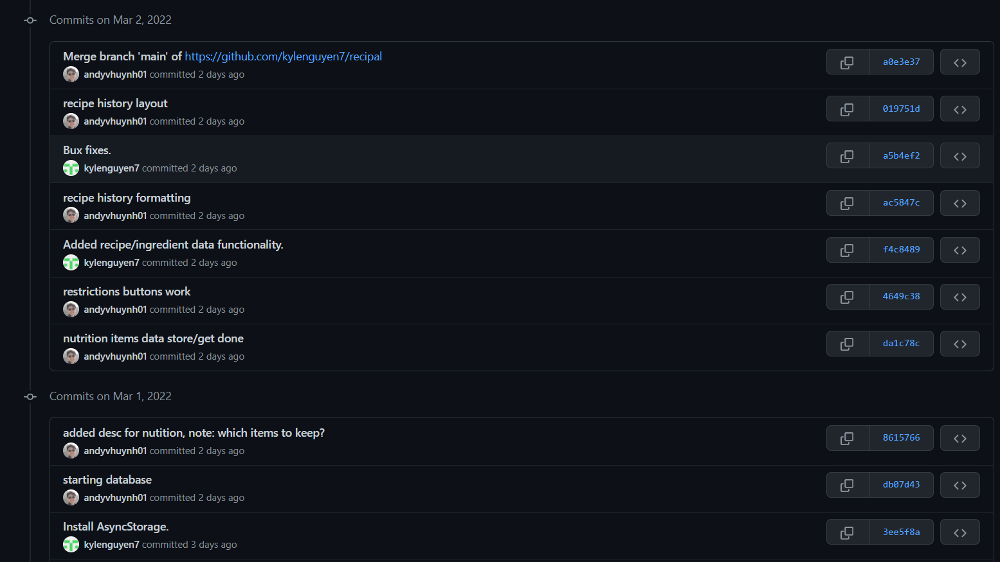 Commits on Mar 2, 2022
Merge branch 'main' of https://github.com/kylenguyen7/recipal
a0e3e37
andyvhuynh01 committed 2 days ago
recipe history layout
019751d
andyvhuynh01 committed 2 days ago
Bux fixes.
a5b4ef2
kylenguyen7 committed 2 days ago
recipe history formatting
ac5847c
andyvhuynh01 committed 2 days ago
Added recipe/ingredient data functionality.
f4c8489
kylenguyen7 committed 2 days ago
restrictions buttons work
4649c38
andyvhuynh01 committed 2 days ago
nutrition items data store/get done
da1c78c
andyvhuynh01 committed 2 days ago
Commits on Mar 1, 2022
added desc for nutition, note: which items to keep?
8615766
andyvhuynh01 committed 2 days ago
starting database
db07d43
andyvhuynh01 committed 2 days ago
Install AsyncStorage.
3ee5f8a
kylenguyen7 committed 3 days ago